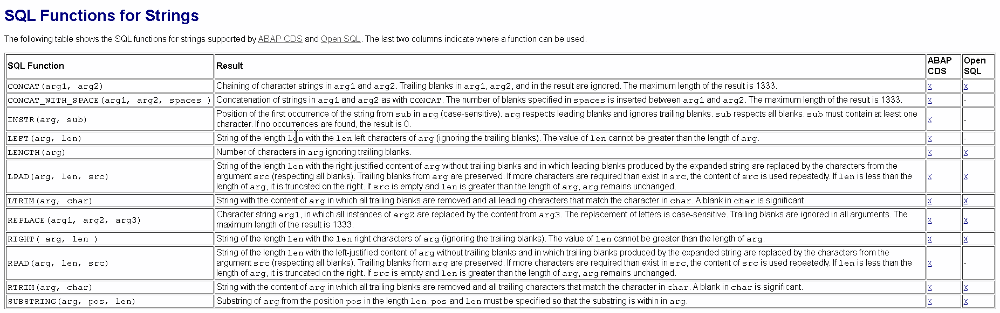 SQL Functions for Strings
The following table shows the SQL functions for strings supported by ABAP CDS and Open SQL. The last two columns indicate where a function can be used.
SQL Function Result ABAP CDS Open SQL
CONCAT(arg1, arg2) Chaining of character strings in arg1 and arg2. Trailing blanks in arg1, arg2, and in the result are ignored. The maximum length of the result is 1333. x x
CONCAT_WITH_SPACE(arg1, arg2, spaces ) Concatenation of strings in arg1 and arg2 as with CONCAT. The number of blanks specified in spaces is inserted between arg1 and arg2. The maximum length of the result is 1333. x -
INSTR(arg, sub) Position of the first occurrence of the string from sub in arg (case-sensitive). arg respects leading blanks and ignores trailing blanks. sub respects all blanks. sub must contain at least one
character. If no occurrences are found, the result is 0. x -
LEFT(arg, len) String of the length len with the len left characters of arg (ignoring the trailing blanks). The value of len cannot be greater than the length of arg. x -
LENGTH(arg) Number of characters in arg ignoring trailing blanks. x x
LPAD(arg, len, src) String of the length len with the right-justified content of arg without trailing blanks and in which leading blanks produced by the expanded string are replaced by the characters from the
argument src (respecting all blanks). Trailing blanks from arg are preserved. If more characters are required than exist in src, the content of src is used repeatedly. If len is less than the
length of arg, it is truncated on the right. If src is empty and len is greater than the length of arg, arg remains unchanged. x x
LTRIM(arg, char) String with the content of arg in which all trailing blanks are removed and all leading characters that match the character in char. A blank in char is significant. x x
REPLACE(arg1, arg2, arg3) Character string arg1, in which all instances of arg2 are replaced by the content from arg3. The replacement of letters is case-sensitive. Trailing blanks are ignored in all arguments. The
maximum length of the result is 1333. x x
RIGHT( arg, len ) String of the length len with the len right characters of arg (ignoring the trailing blanks). The value of len cannot be greater than the length of arg. x x
RPAD(arg, len, src) String of the length len with the left-justified content of arg without trailing blanks and in which trailing blanks produced by the expanded string are replaced by the characters from the
argument src (respecting all blanks). Trailing blanks from arg are preserved. If more characters are required than exist in src, the content of src is used repeatedly. If len is less than the
length of arg, it is truncated on the right. If src is empty and len is greater than the length of arg, arg remains unchanged. x -
RTRIM(arg, char) String with the content of arg in which all trailing blanks are removed and all trailing characters that match the character in char. A blank in char is significant. x x
SUBSTRING(arg, pos, len) Substring of arg from the position pos in the length len. pos and len must be specified so that the substring is within in arg. x x